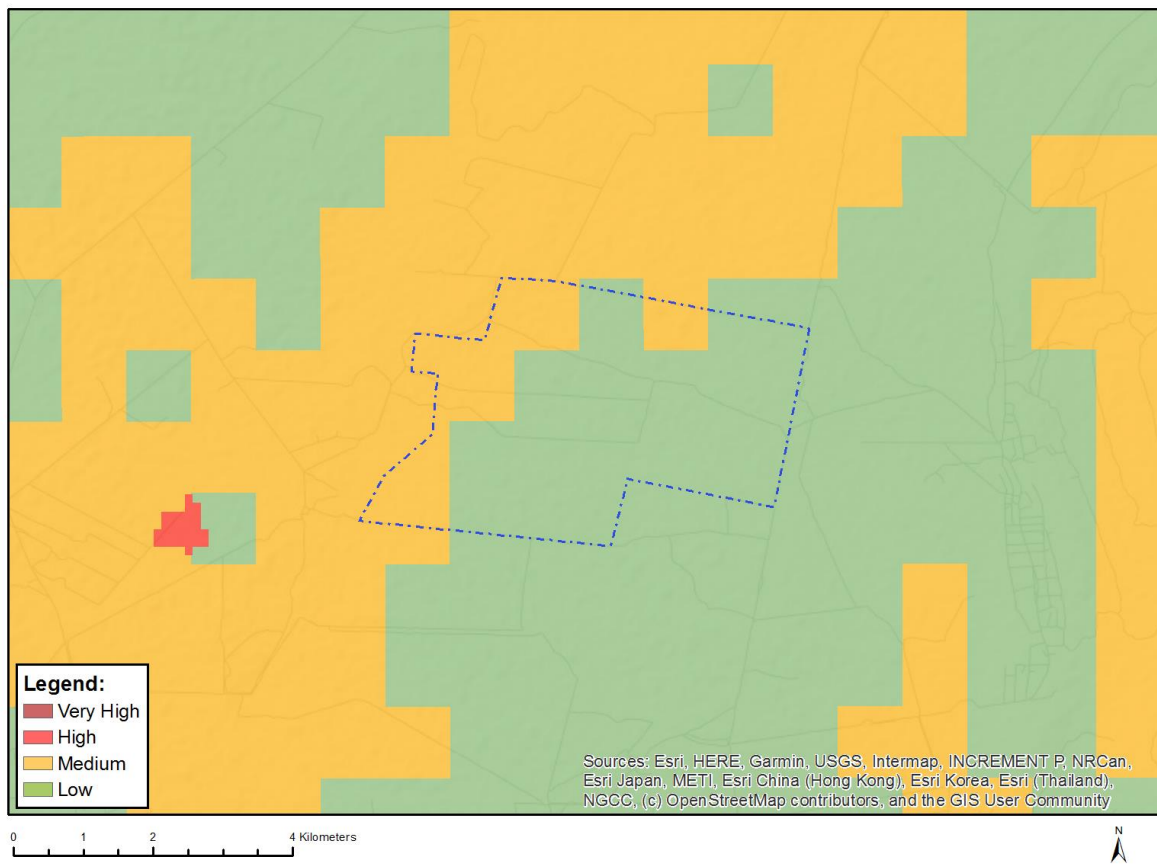 Legend:
Very High
High
Medium
Low
Sources: Esri, HERE, Garmin, USGS, Intermap, INCREMENT P, NRCan,
Esri Japan, METI, Esri China (Hong Kong), Esri Korea, Esri (Thailand),
NGCC, (c) OpenStreetMap contributors, and the GIS User Community
0 1 2 4 Kilometers
N